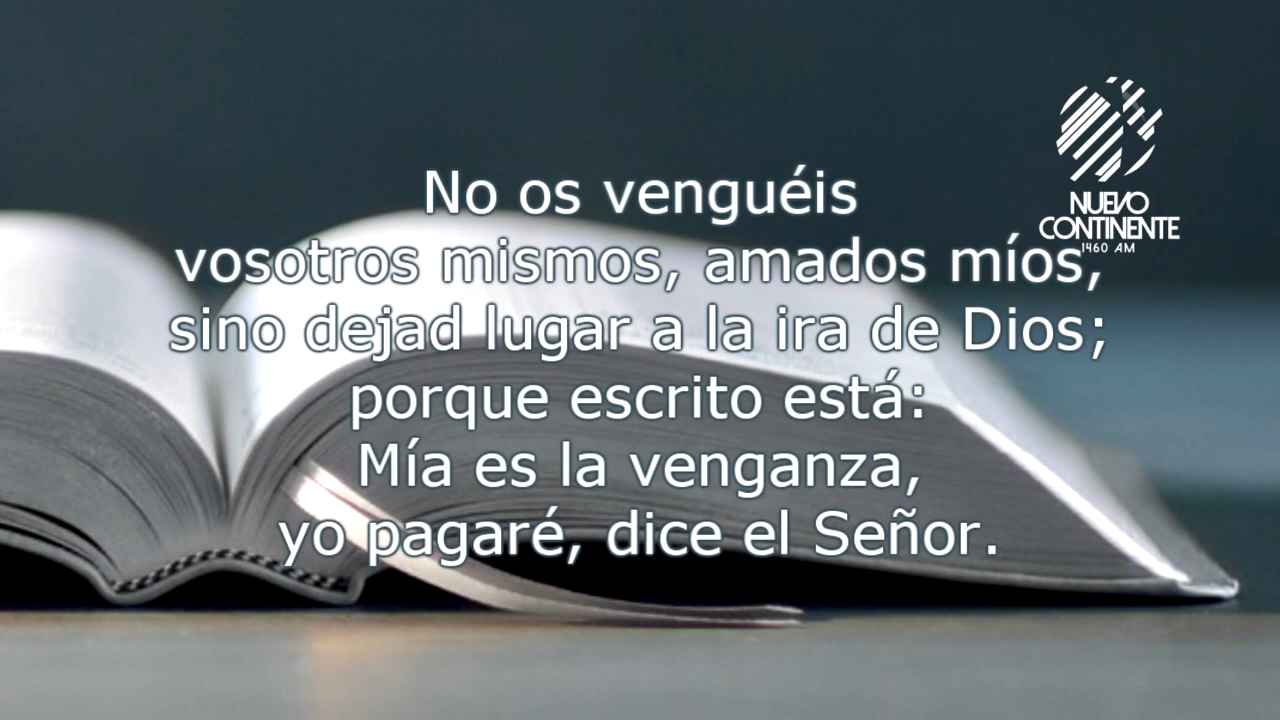 NUEVO
CONTINENTE
1460 AM
No os venguéis
vosotros mismos, amados míos,
sino dejad lugar a la ira de Dios;
porque escrito está:
Mía es la venganza,
yo pagaré, dice el Señor.